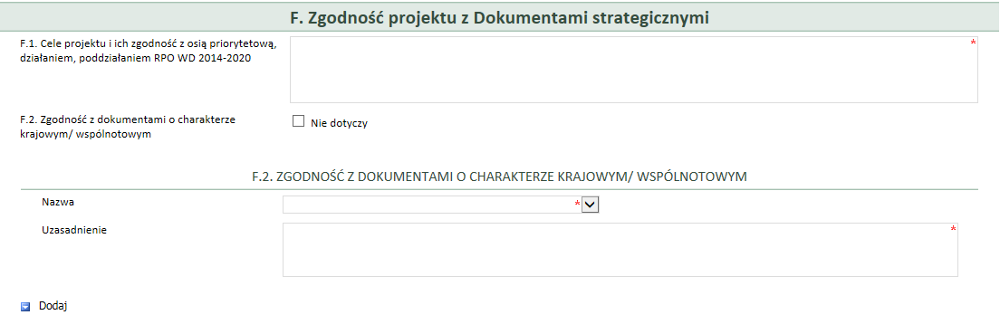 F. Zgodność projektu z Dokumentami strategicznymi
F.1. Cele projektu i ich zgodność z osią priorytetową,
działaniem, poddziałaniem RPO WD 2014-2020
*
F.2. Zgodność z dokumentami o charakterze
krajowym/ wspólnotowym
Nie dotyczy
F.2. ZGODNOŚĆ Z DOKUMENTAMI O CHARAKTERZE KRAJOWYM/ WSPÓLNOTOWYM
Nazwa *
Uzasadnienie *
Dodaj